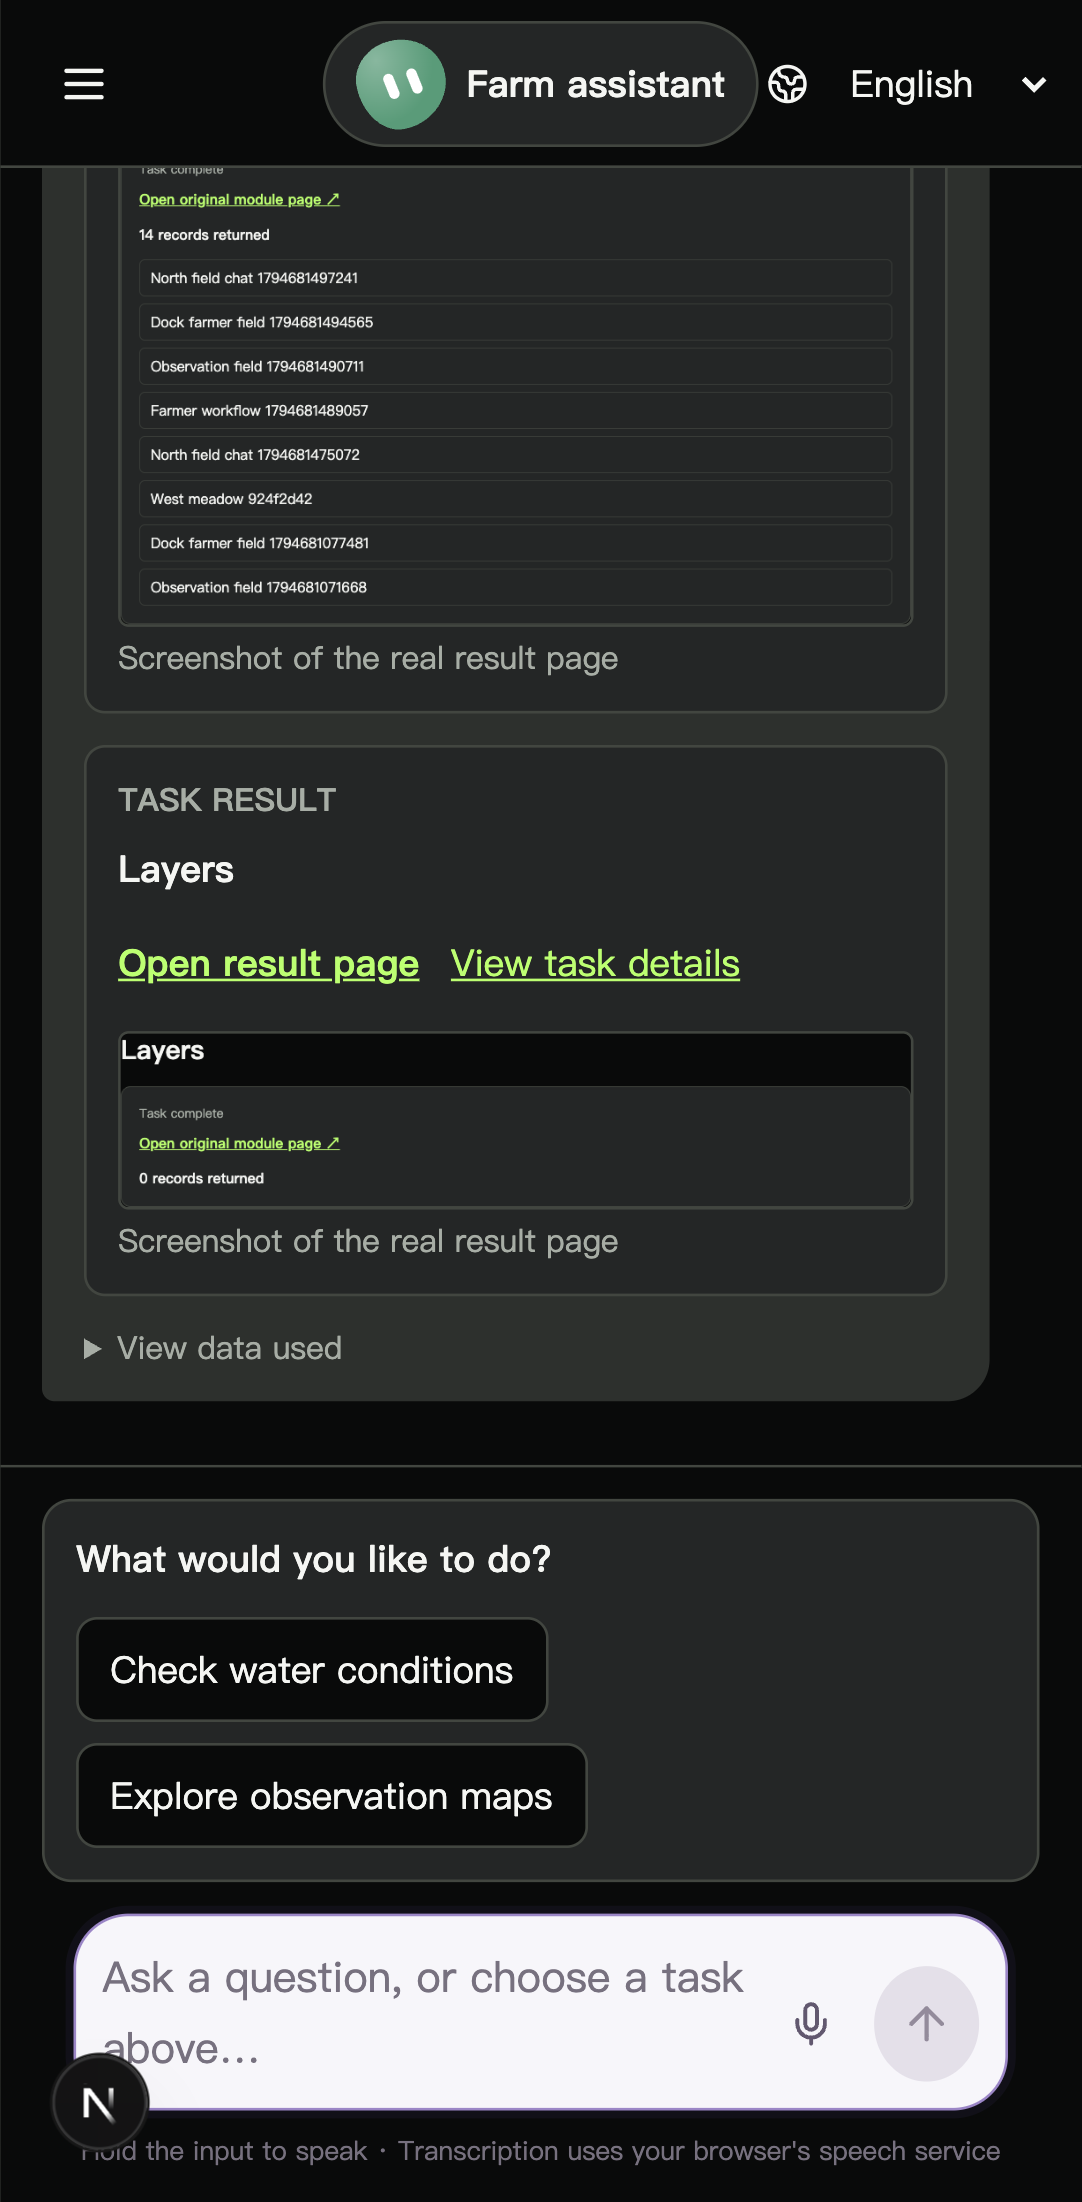 Farm assistant
English
Task complete
Open original module page ↗
14 records returned
North field chat 1794681497241
Dock farmer field 1794681494565
Observation field 1794681490711
Farmer workflow 1794681489057
North field chat 1794681475072
West meadow 924f2d42
Dock farmer field 1794681077481
Observation field 1794681071668
Screenshot of the real result page
TASK RESULT
Layers
Open result page View task details
Layers
Task complete
Open original module page ↗
0 records returned
Screenshot of the real result page
▶ View data used
What would you like to do?
Check water conditions
Explore observation maps
Ask a question, or choose a task
above...
N
Hold the input to speak · Transcription uses your browser's speech service